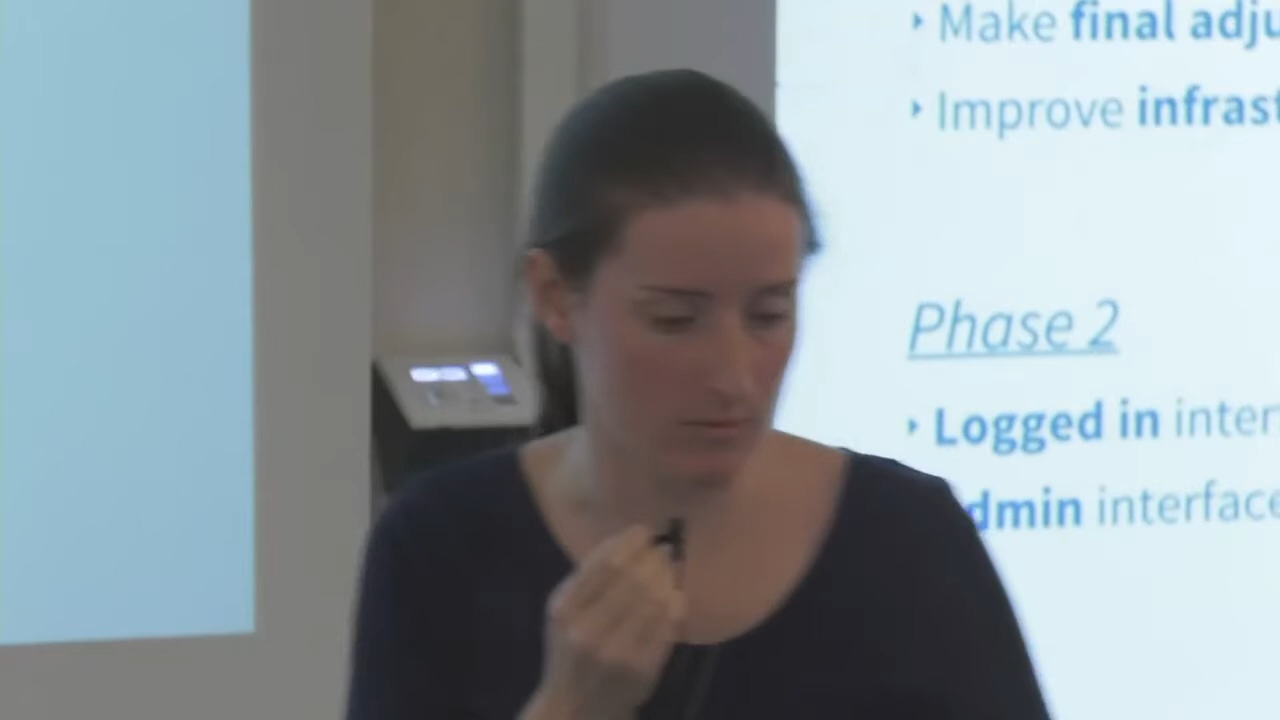 ‣ Make final adju
‣ Improve infrast
Phase 2
‣ Logged in inter
dmin interface